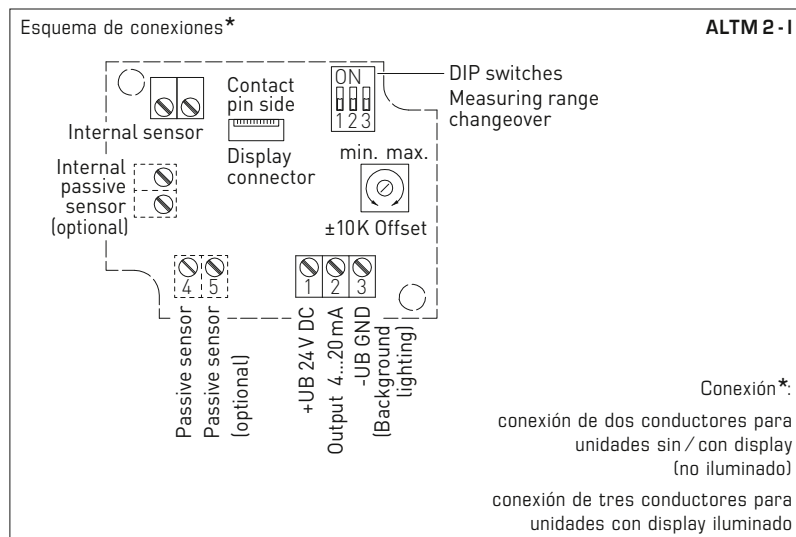 Esquema de conexiones*
ALTM 2 - I
ON
1 2 3
DIP switches
Measuring range
changeover
Contact
pin side
Internal sensor
Display
connector
min. max.
±10K Offset
Internal
passive
sensor
(optional)
4 5
1 2 3
Passive sensor
Passive sensor
(optional)
+UB 24 V DC
Output 4...20 mA
-UB GND
(Background
lighting)
Conexión*:
conexión de dos conductores para
unidades sin / con display
(no iluminado)
conexión de tres conductores para
unidades con display iluminado